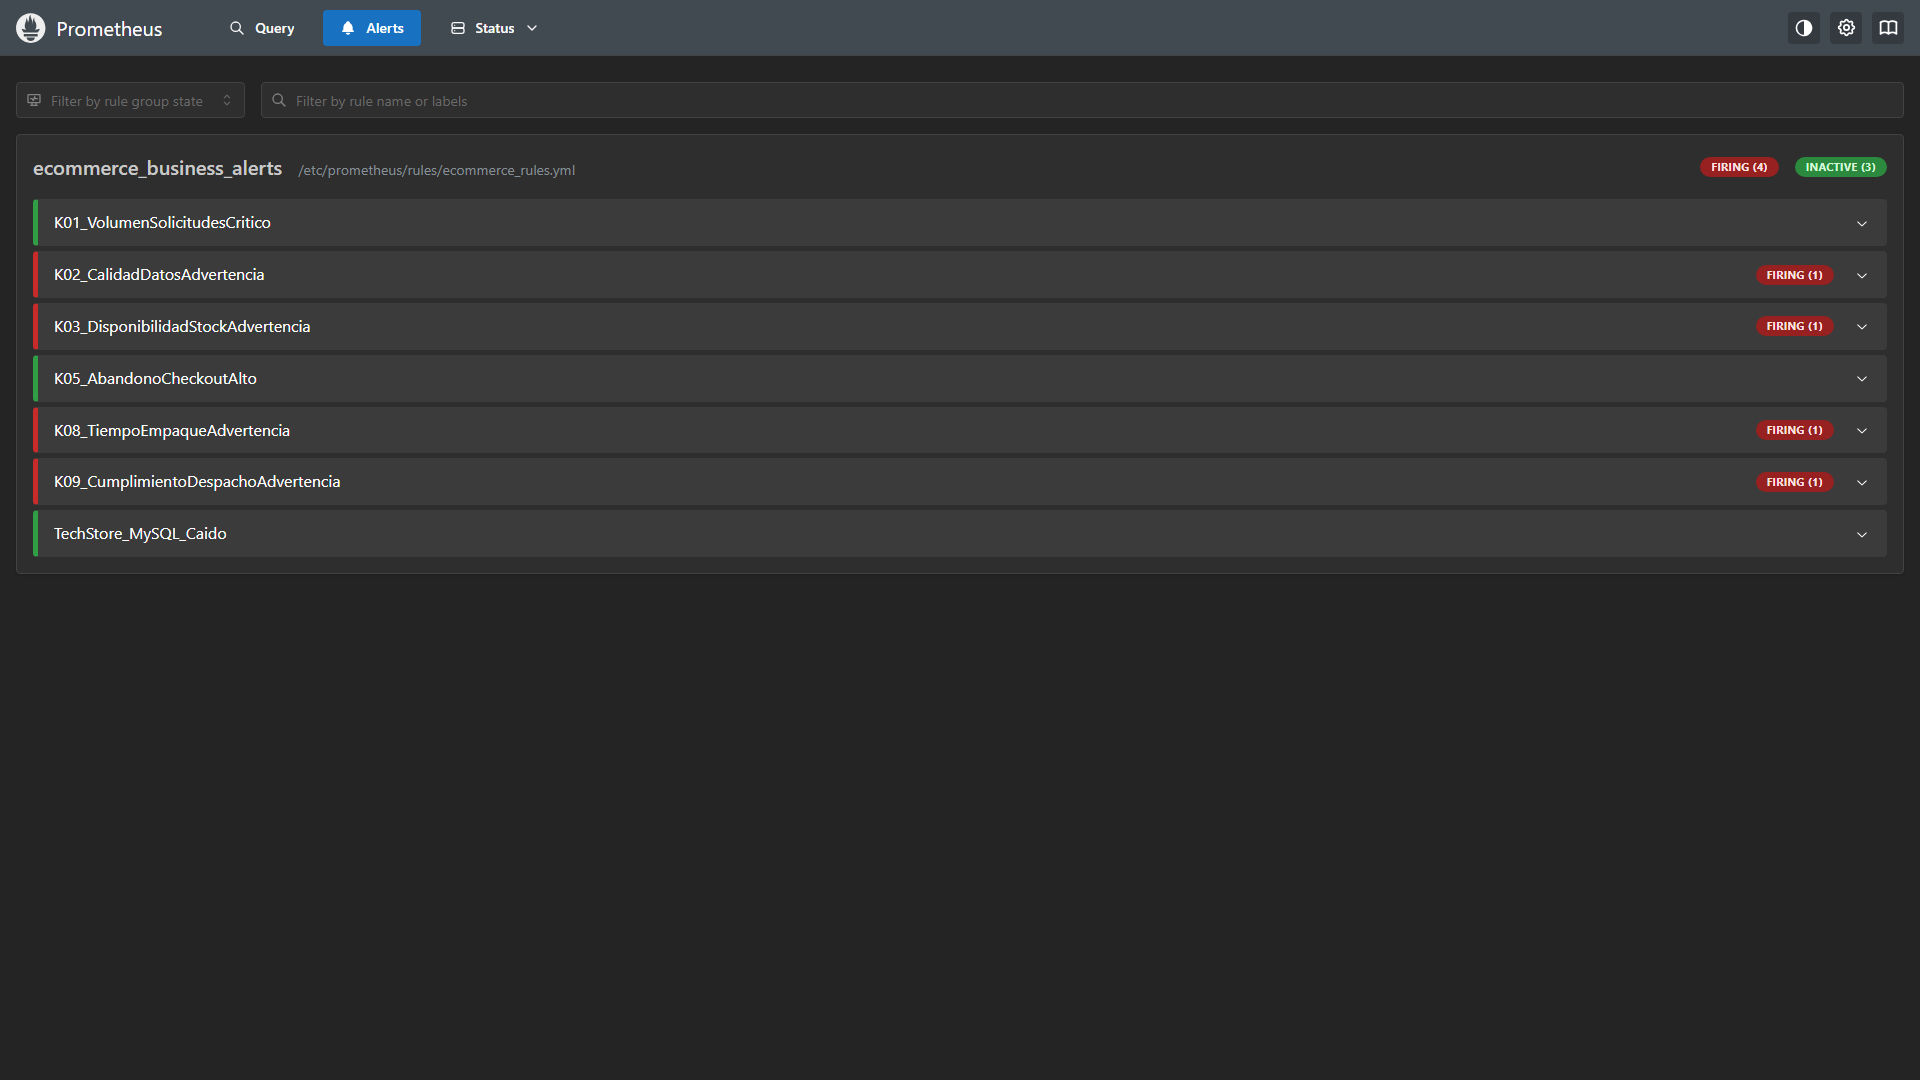 Prometheus Query Alerts Status
Filter by rule group state Filter by rule name or labels
ecommerce_business_alerts /etc/prometheus/rules/ecommerce_rules.yml FIRING (4) INACTIVE (3)
K01_VolumenSolicitudesCritico
K02_CalidadDatosAdvertencia FIRING (1)
K03_DisponibilidadStockAdvertencia FIRING (1)
K05_AbandonoCheckoutAlto
K08_TiempoEmpaqueAdvertencia FIRING (1)
K09_CumplimientoDespachoAdvertencia FIRING (1)
TechStore_MySQL_Caido